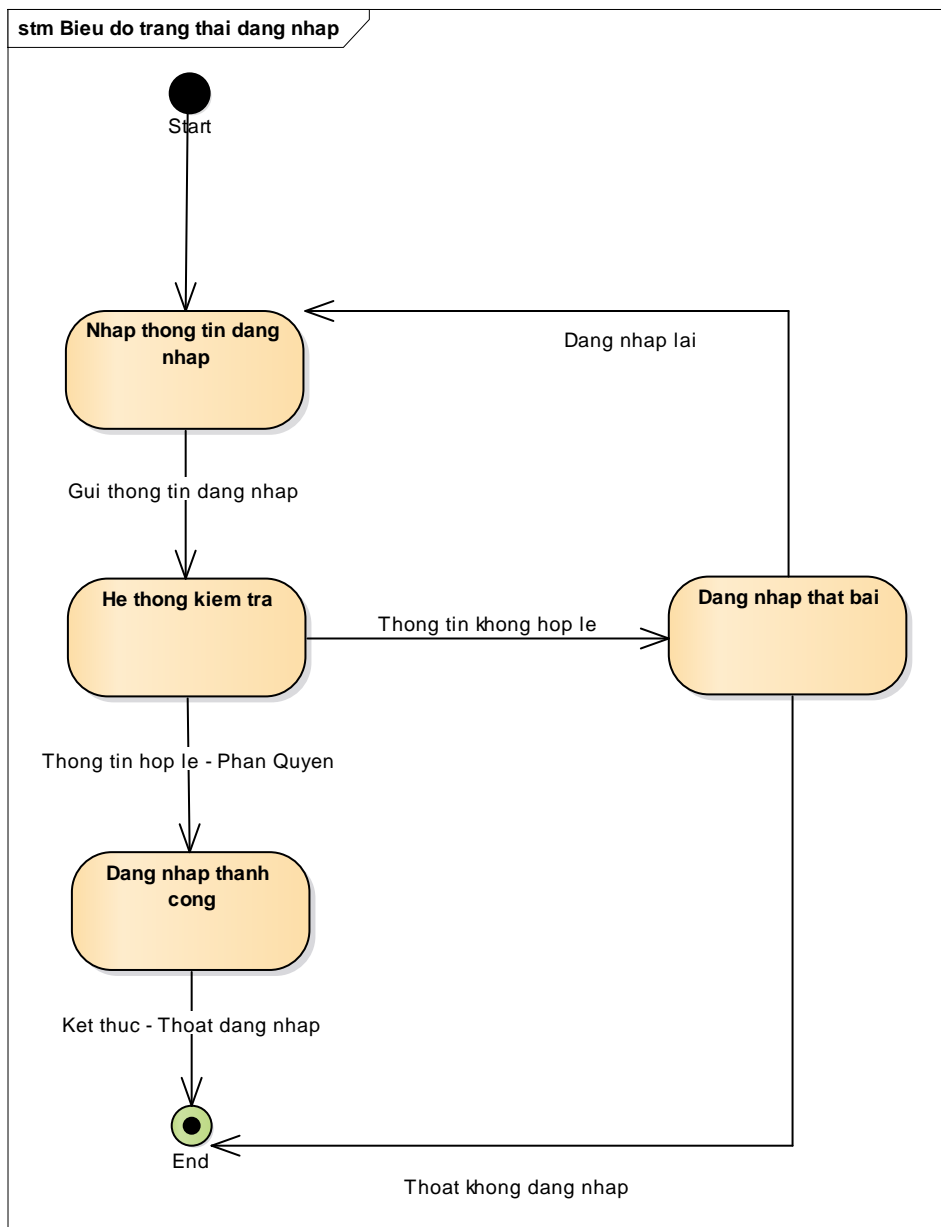 stm Bieu do trang thai dang nhap
Start
Nhap thong tin dang
nhap
Dang nhap lai
Gui thong tin dang nhap
He thong kiem tra
Thong tin khong hop le
Dang nhap that bai
Thong tin hop le - Phan Quyen
Dang nhap thanh
cong
Ket thuc - Thoat dang nhap
End
Thoat khong dang nhap